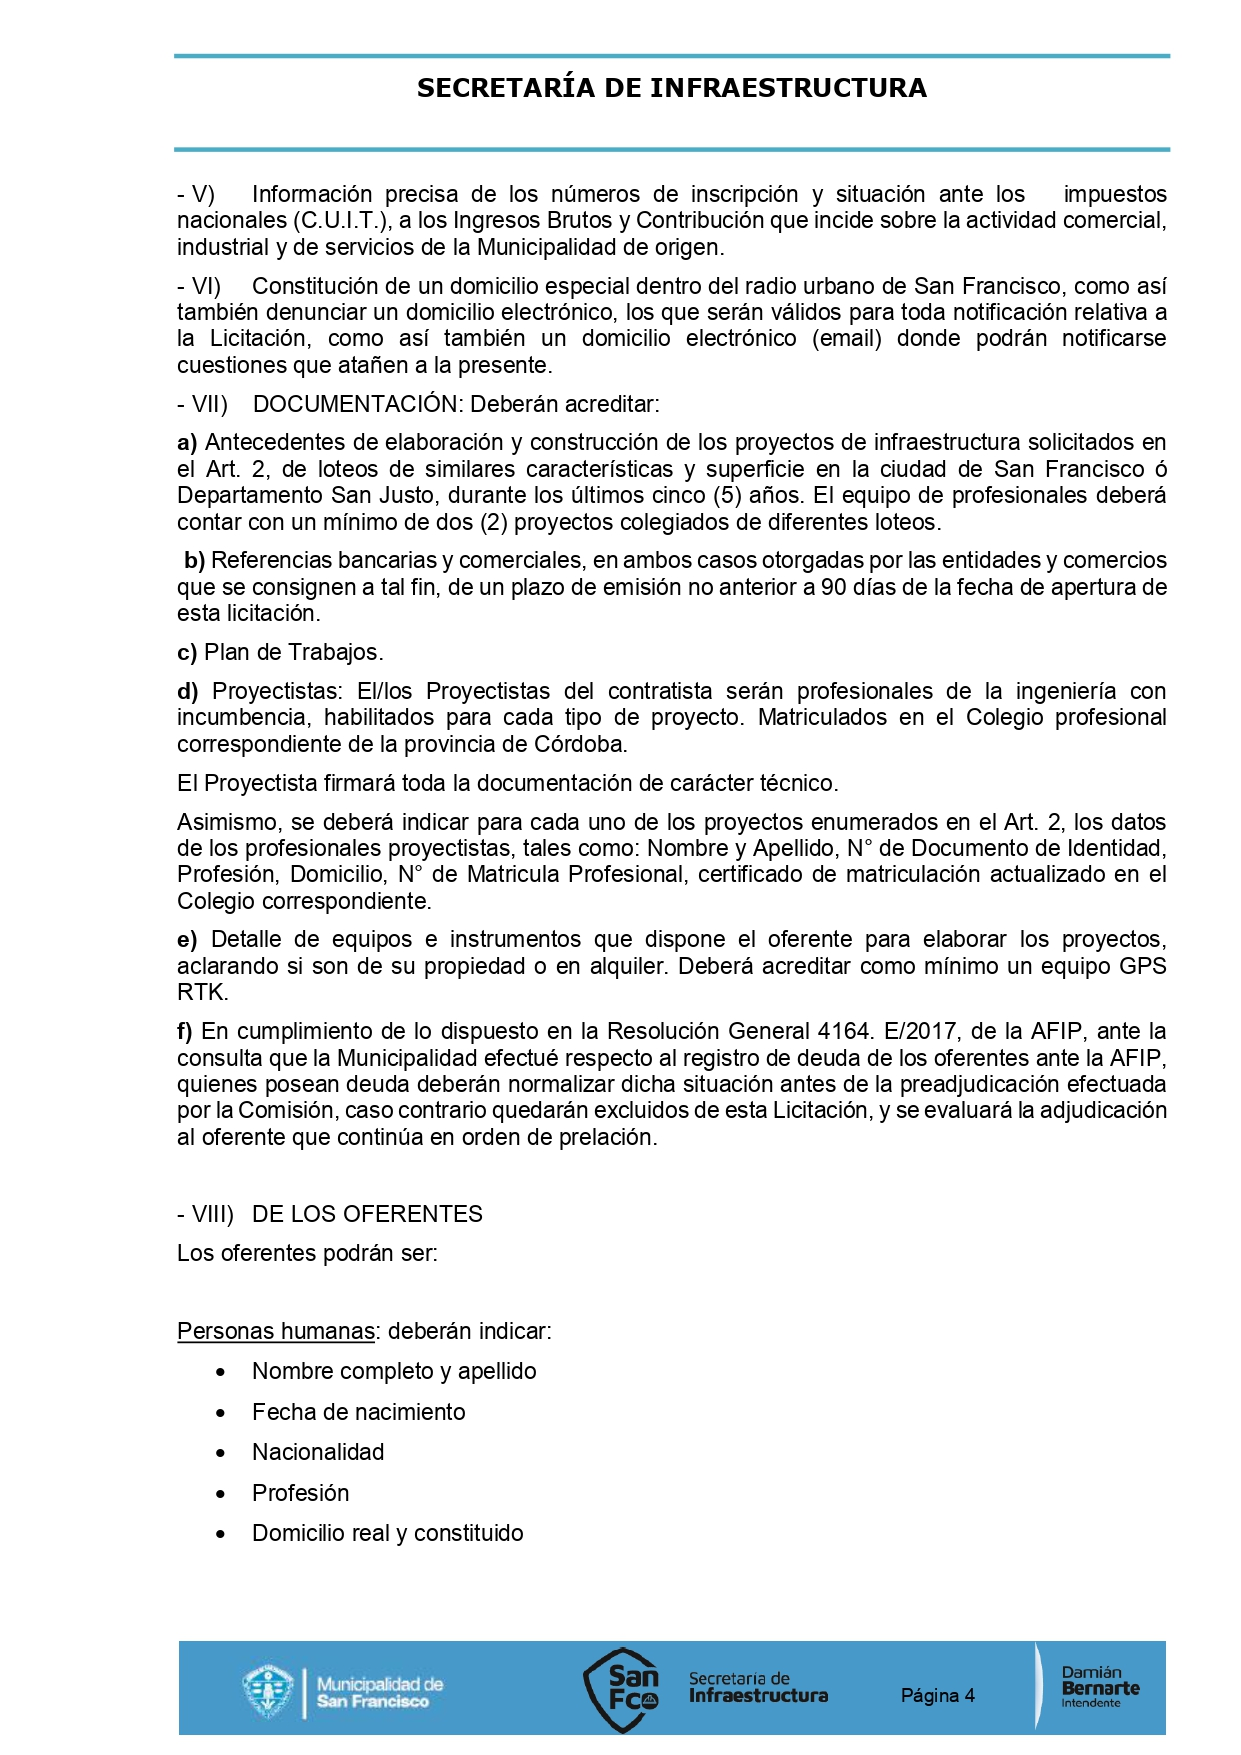 SECRETARÍA DE INFRAESTRUCTURA
- V) Información precisa de los números de inscripción y situación ante los impuestos
nacionales (C.U.I.T.), a los Ingresos Brutos y Contribución que incide sobre la actividad comercial,
industrial y de servicios de la Municipalidad de origen.
- VI) Constitución de un domicilio especial dentro del radio urbano de San Francisco, como así
también denunciar un domicilio electrónico, los que serán válidos para toda notificación relativa a
la Licitación, como así también un domicilio electrónico (email) donde podrán notificarse
cuestiones que atañen a la presente.
- VII) DOCUMENTACIÓN: Deberán acreditar:
a) Antecedentes de elaboración y construcción de los proyectos de infraestructura solicitados en
el Art. 2, de loteos de similares características y superficie en la ciudad de San Francisco ó
Departamento San Justo, durante los últimos cinco (5) años. El equipo de profesionales deberá
contar con un mínimo de dos (2) proyectos colegiados de diferentes loteos.
b) Referencias bancarias y comerciales, en ambos casos otorgadas por las entidades y comercios
que se consignen a tal fin, de un plazo de emisión no anterior a 90 días de la fecha de apertura de
esta licitación.
c) Plan de Trabajos.
d) Proyectistas: El/los Proyectistas del contratista serán profesionales de la ingeniería con
incumbencia, habilitados para cada tipo de proyecto. Matriculados en el Colegio profesional
correspondiente de la provincia de Córdoba.
El Proyectista firmará toda la documentación de carácter técnico.
Asimismo, se deberá indicar para cada uno de los proyectos enumerados en el Art. 2, los datos
de los profesionales proyectistas, tales como: Nombre y Apellido, N° de Documento de Identidad,
Profesión, Domicilio, N° de Matricula Profesional, certificado de matriculación actualizado en el
Colegio correspondiente.
e) Detalle de equipos e instrumentos que dispone el oferente para elaborar los proyectos,
aclarando si son de su propiedad o en alquiler. Deberá acreditar como mínimo un equipo GPS
RTK.
f) En cumplimiento de lo dispuesto en la Resolución General 4164. E/2017, de la AFIP, ante la
consulta que la Municipalidad efectué respecto al registro de deuda de los oferentes ante la AFIP,
quienes posean deuda deberán normalizar dicha situación antes de la preadjudicación efectuada
por la Comisión, caso contrario quedarán excluidos de esta Licitación, y se evaluará la adjudicación
al oferente que continúa en orden de prelación.
- VIII) DE LOS OFERENTES
Los oferentes podrán ser:
Personas humanas: deberán indicar:
• Nombre completo y apellido
• Fecha de nacimiento
• Nacionalidad
• Profesión
• Domicilio real y constituido
Municipalidad de
San Francisco
San
Fco
Secretaría de
Infraestructura
Página 4
Damián
Bernarte
Intendente